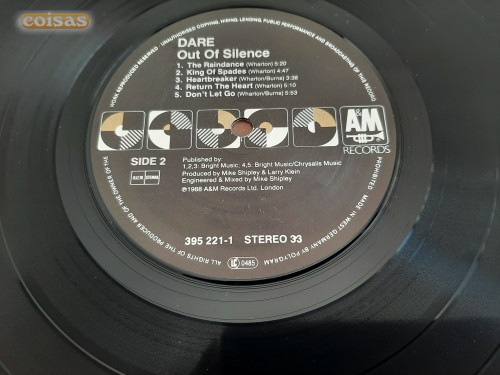 coisas
WORK REPRODUCED RESERVED. UNAUTHORISED COPYING, HIRING, LENDING, PUBLIC PERFORMANCE AND BROADCASTING OF THE RECORD PROHIBITED
DARE
Out Of Silence
1. The Raindance (Wharton) 5:20
2. King Of Spades (Wharton) 4:47
3. Heartbreaker (Wharton/Burns) 3:38
4. Return The Heart (Wharton) 5:10
5. Don't Let Go (Wharton/Burns) 5:53
A&M
RECORDS
SIDE 2
Published by:
1,2,3: Bright Music; 4,5: Bright Music/Chrysalis Music
Produced by Mike Shipley & Larry Klein
Engineered & Mixed by Mike Shipley
℗1988 A&M Records Ltd. London
BIEM STEMRA
395 221-1 STEREO 33
LC 0485
ALL RIGHTS OF THE PRODUCER AND OF THE OWNER OF THE
MADE IN WEST GERMANY BY POLYGRAM